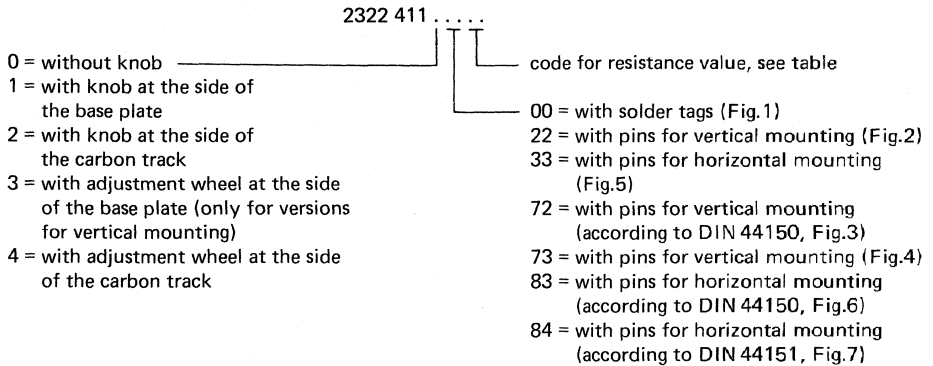 2322 411 . . . . .
0 = without knob
1 = with knob at the side of
the base plate
2 = with knob at the side of
the carbon track
3 = with adjustment wheel at the side
of the base plate (only for versions
for vertical mounting)
4 = with adjustment wheel at the side
of the carbon track
code for resistance value, see table
00 = with solder tags (Fig.1)
22 = with pins for vertical mounting (Fig.2)
33 = with pins for horizontal mounting
(Fig.5)
72 = with pins for vertical mounting
(according to DIN 44150, Fig.3)
73 = with pins for vertical mounting (Fig.4)
83 = with pins for horizontal mounting
(according to DIN 44150, Fig.6)
84 = with pins for horizontal mounting
(according to DIN 44151, Fig.7)